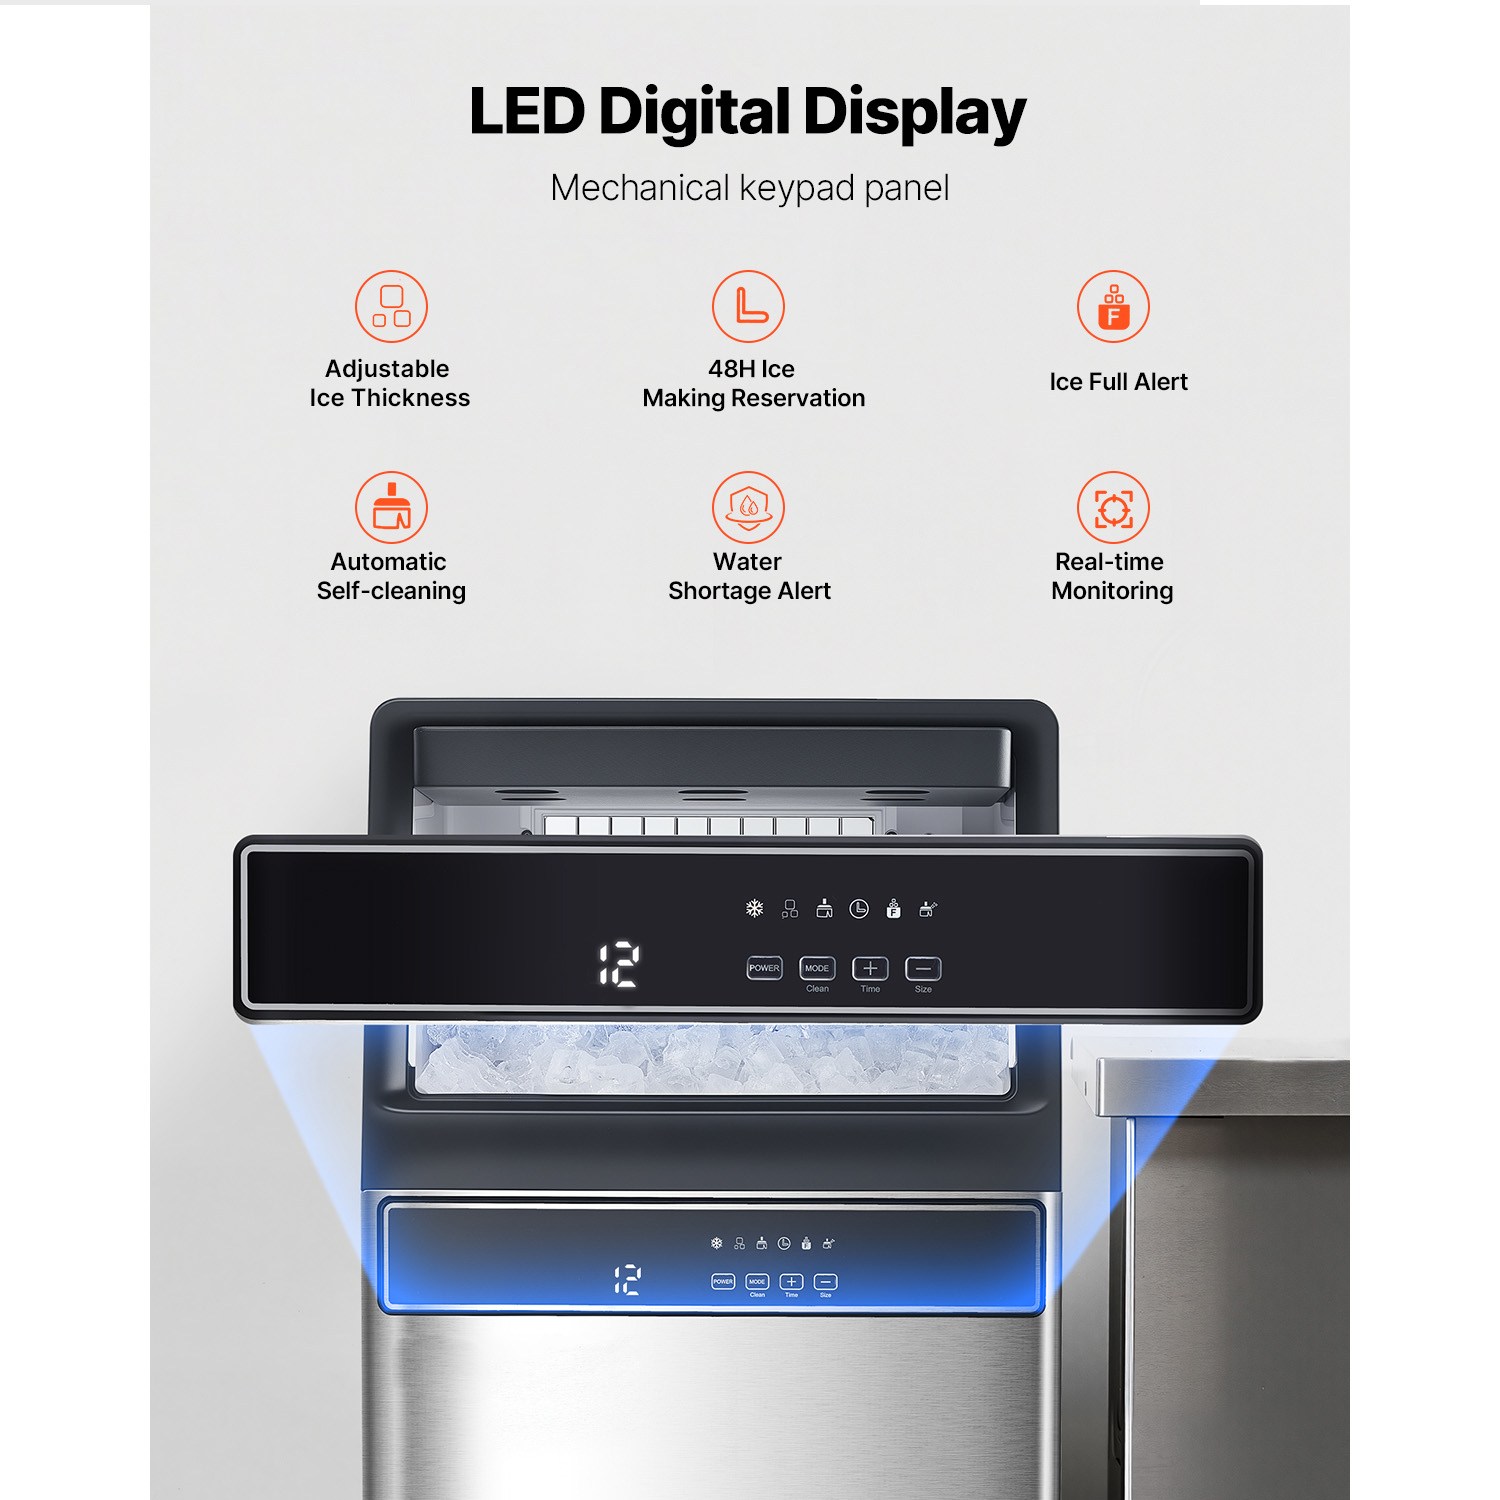 LED Digital Display
Mechanical keypad panel
Adjustable
Ice Thickness
48H Ice
Making Reservation
F
Ice Full Alert
Automatic
Self-cleaning
Water
Shortage Alert
Real-time
Monitoring
F
12
POWER
MODE
Clean
Time
Size
12
POWER
MODE
Clean
Time
Size